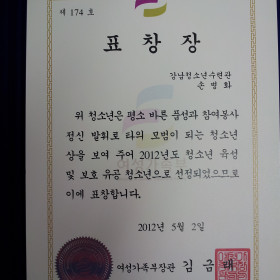 제 174 호
표 창 장
강남청소년수련관
손 병 화
위 청소년은 평소 바른 품성과 참여봉사
정신 발휘로 타의 모범이 되는 청소년
상을 보여 주어 2012년도 청소년 육성
및 보호 유공 청소년으로 선정되었으므로
이에 표창합니다.
2012년 5월 2일
여성가족부장관 김 금 래